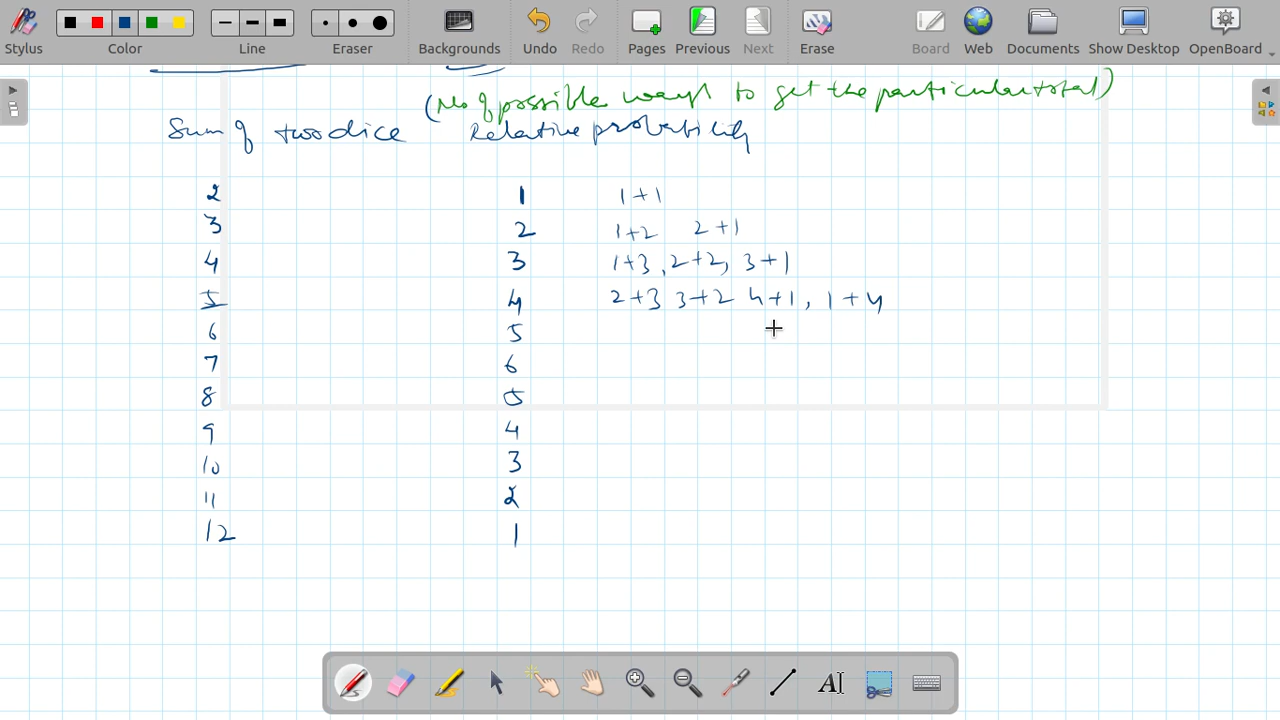 Stylus Color Line Eraser Backgrounds Undo Redo Pages Previous Next Erase Board Web Documents Show Desktop OpenBoard
(No of possible ways to get the particular total)
Sum of two dice Relative probability
2 1 1+1
3 2 1+2 2+1
4 3 1+3, 2+2, 3+1
5 4 2+3 3+2 4+1, 1+4
6 5
7 6
8 5
9 4
10 3
11 2
12 1